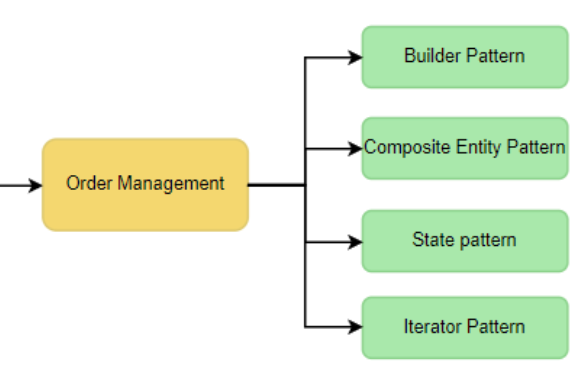 Builder Pattern
Composite Entity Pattern
Order Management
State pattern
Iterator Pattern